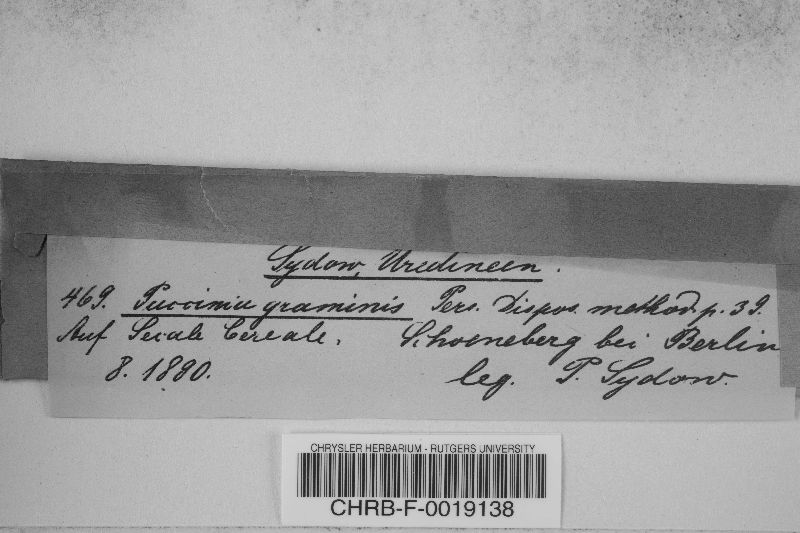 Sydow, Uredineen.
469. Puccinia graminis Pers. Dispos. method. p. 39.
Auf Secale Cereale. Schoeneberg bei Berlin
8. 1890. leg. P. Sydow.
CHRYSLER HERBARIUM - RUTGERS UNIVERSITY
CHRB-F-0019138